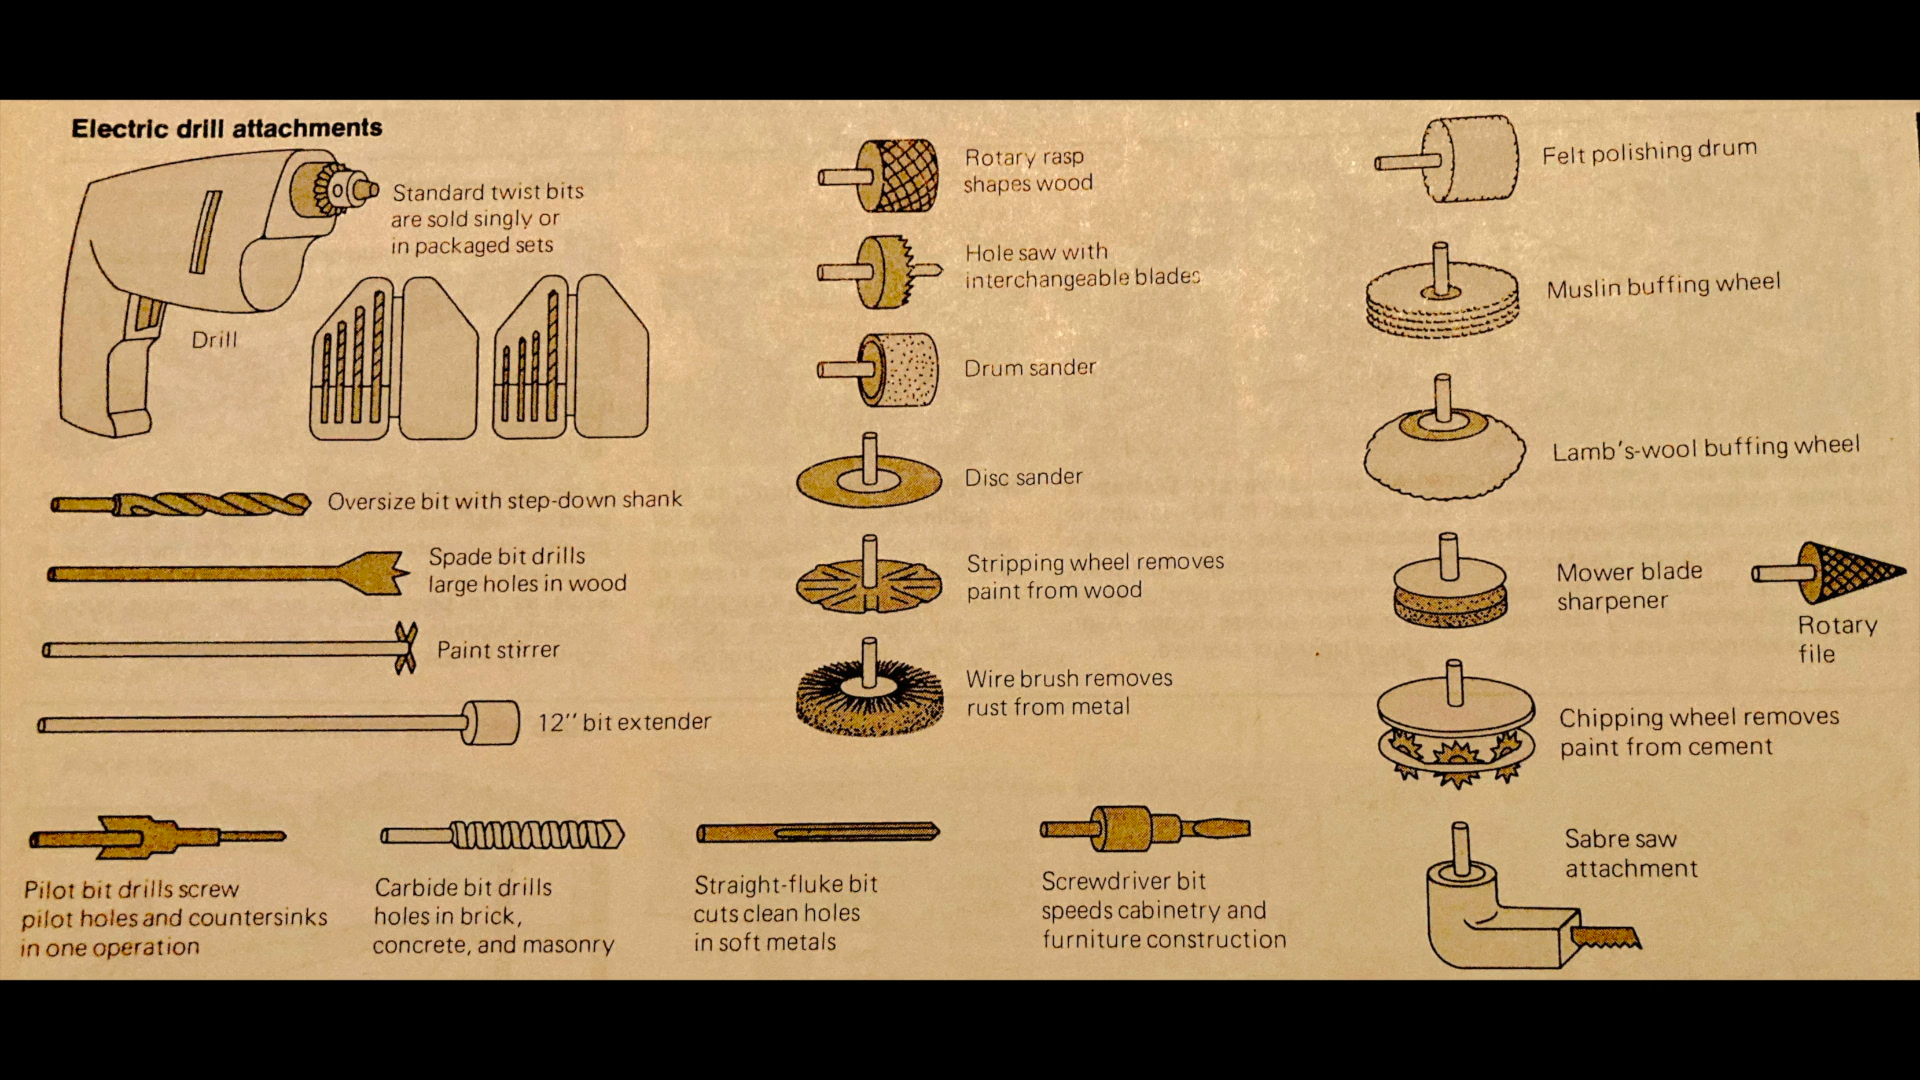 Electric drill attachments
Standard twist bits
are sold singly or
in packaged sets
Drill
Oversize bit with step-down shank
Spade bit drills
large holes in wood
Paint stirrer
12" bit extender
Rotary rasp
shapes wood
Hole saw with
interchangeable blades
Drum sander
Disc sander
Stripping wheel removes
paint from wood
Wire brush removes
rust from metal
Felt polishing drum
Muslin buffing wheel
Lamb's-wool buffing wheel
Mower blade
sharpener
Rotary
file
Chipping wheel removes
paint from cement
Sabre saw
attachment
Pilot bit drills screw
pilot holes and countersinks
in one operation
Carbide bit drills
holes in brick,
concrete, and masonry
Straight-fluke bit
cuts clean holes
in soft metals
Screwdriver bit
speeds cabinetry and
furniture construction